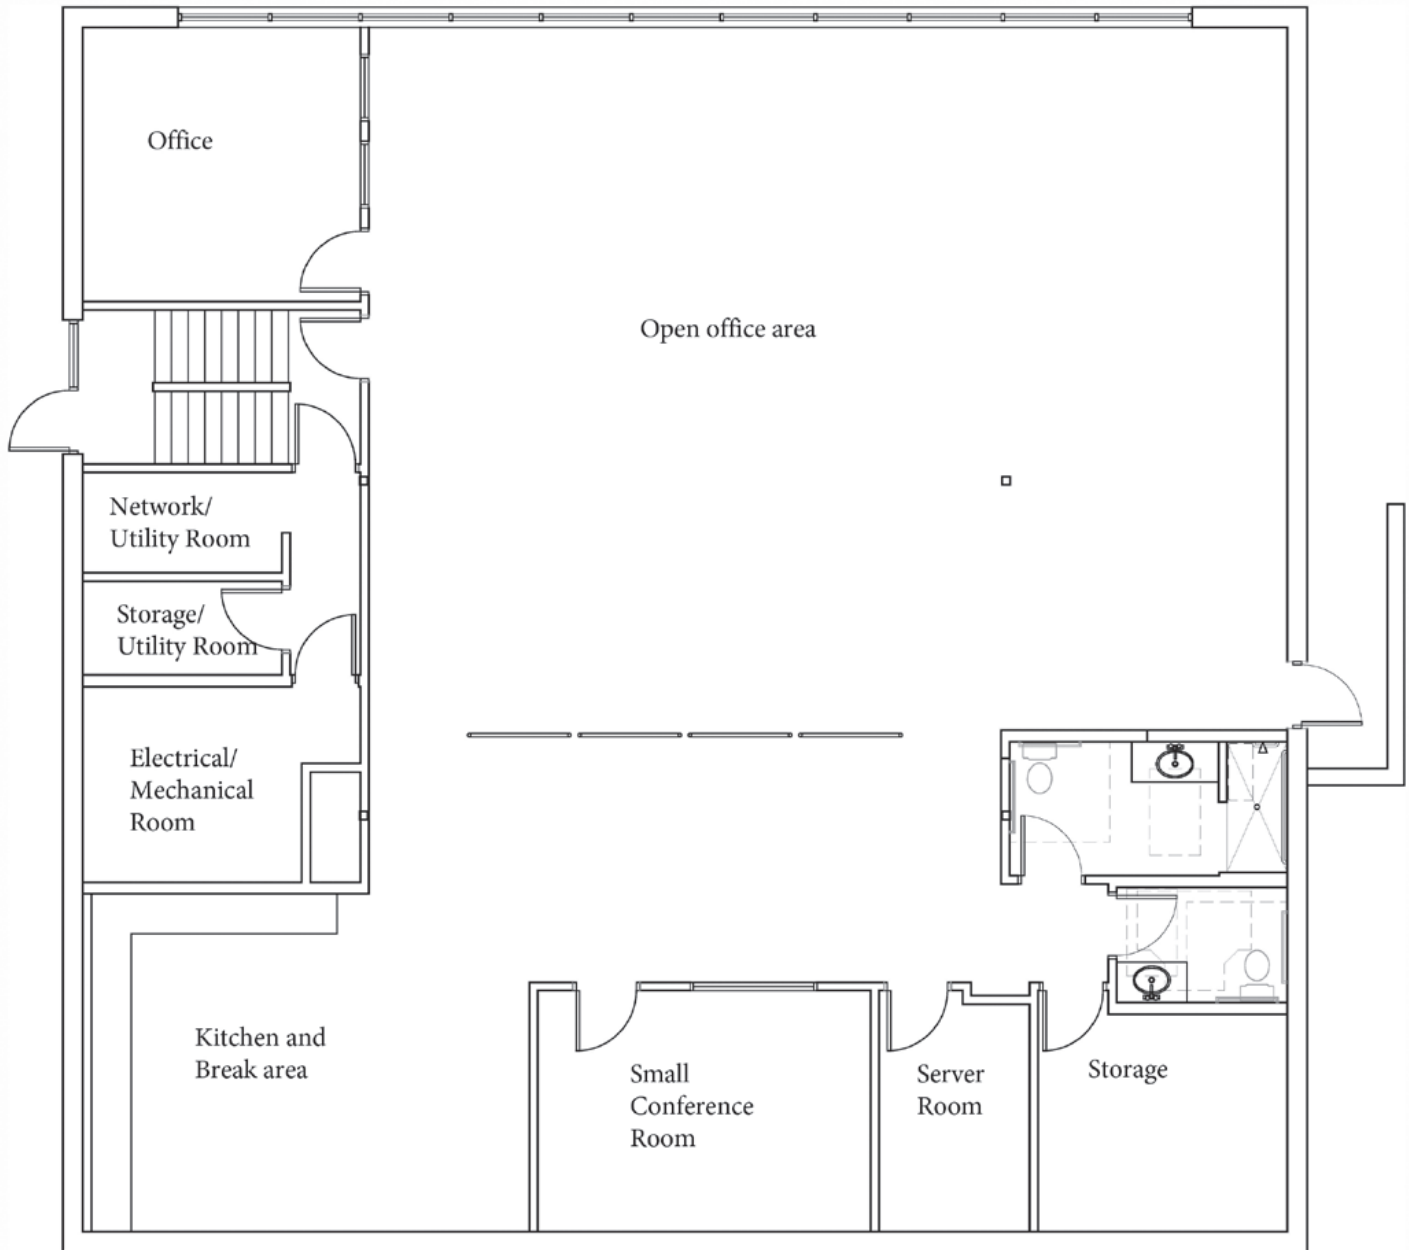 Office
Open office area
Network/
Utility Room
Storage/
Utility Room
Electrical/
Mechanical
Room
Kitchen and
Break area
Small
Conference
Room
Server
Room
Storage